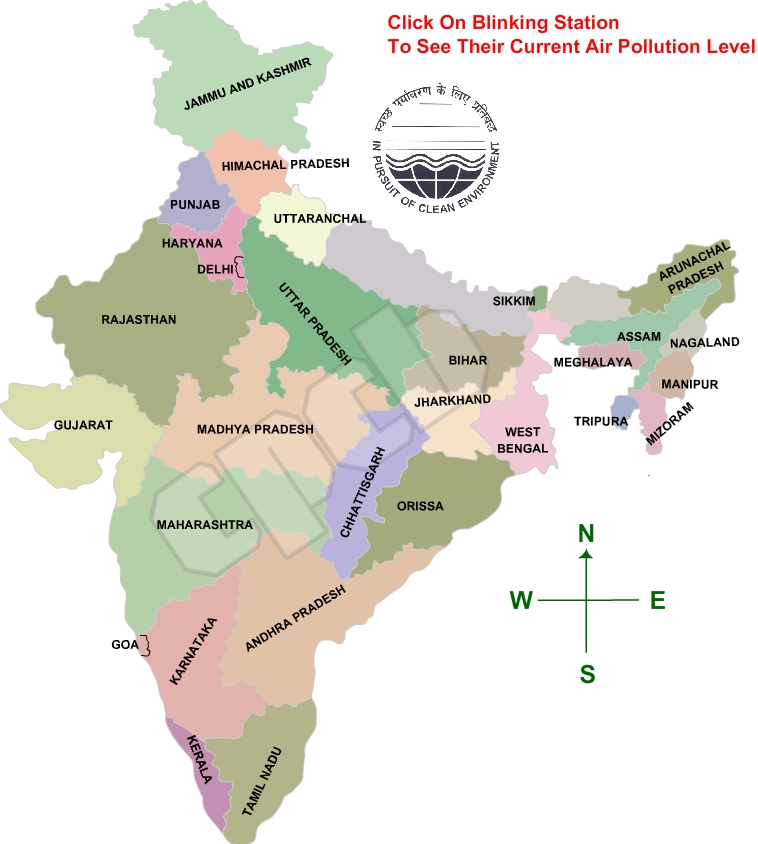 Click On Blinking Station
To See Their Current Air Pollution Level
स्वच्छ पर्यावरण के लिए प्रतिबद्ध
IN PURSUIT OF CLEAN ENVIRONMENT
JAMMU AND KASHMIR
HIMACHAL PRADESH
PUNJAB
UTTARANCHAL
HARYANA
DELHI
ARUNACHAL
PRADESH
RAJASTHAN
UTTAR PRADESH
SIKKIM
ASSAM
NAGALAND
BIHAR
MEGHALAYA
MANIPUR
JHARKHAND
GUJARAT
MADHYA PRADESH
WEST
BENGAL
TRIPURA
MIZORAM
CHHATTISGARH
ORISSA
MAHARASHTRA
CPCB
N
W
E
S
GOA
KARNATAKA
ANDHRA PRADESH
KERALA
TAMIL NADU